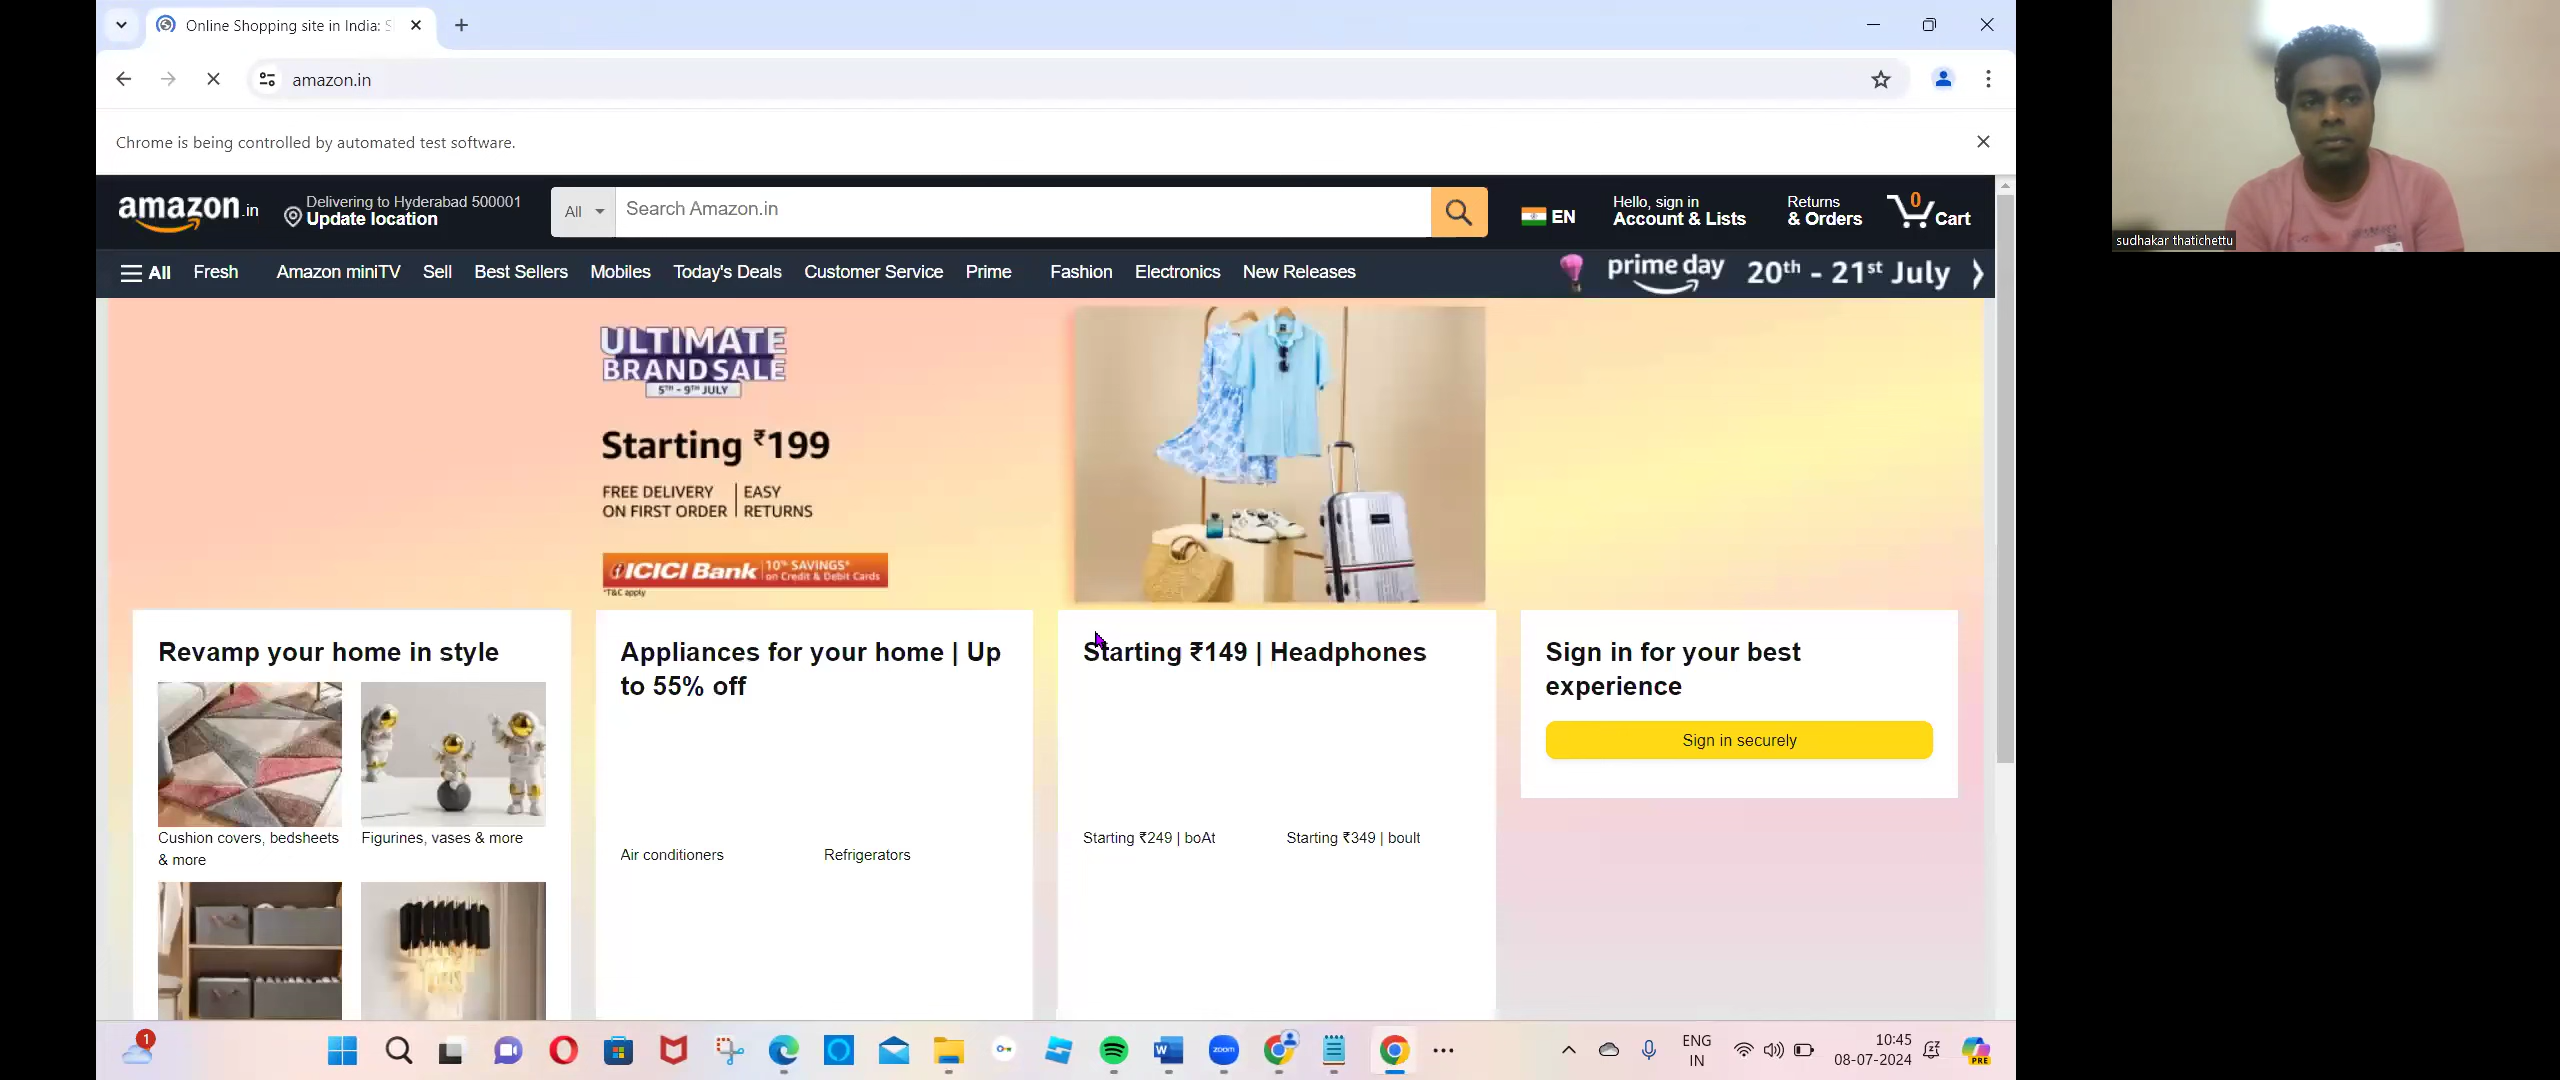 Online Shopping site in India: S
amazon.in
Chrome is being controlled by automated test software.
amazon.in
Delivering to Hyderabad 500001
Update location
All
Search Amazon.in
EN
Hello, sign in
Account & Lists
Returns
& Orders
0
Cart
All Fresh Amazon miniTV Sell Best Sellers Mobiles Today's Deals Customer Service Prime Fashion Electronics New Releases
prime day 20th - 21st July
ULTIMATE
BRAND SALE
5TH - 9TH JULY
Starting ₹199
FREE DELIVERY
ON FIRST ORDER
EASY
RETURNS
ICICI Bank
10% SAVINGS*
on Credit & Debit Cards
*T&C apply
Revamp your home in style
Cushion covers, bedsheets
& more
Figurines, vases & more
Appliances for your home | Up
to 55% off
Air conditioners
Refrigerators
Starting ₹149 | Headphones
Starting ₹249 | boAt
Starting ₹349 | boult
Sign in for your best
experience
Sign in securely
1
zoom
ENG
IN
10:45
08-07-2024
PRE
sudhakar thatichettu